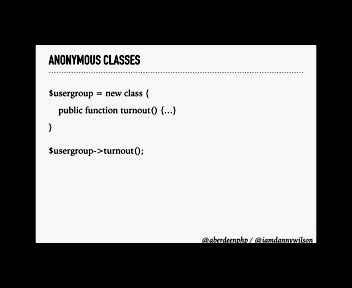 ANONYMOUS CLASSES
$usergroup = new class {
public function turnout() {...}
}
$usergroup->turnout();
@aberdeenphp / @iamdannywilson